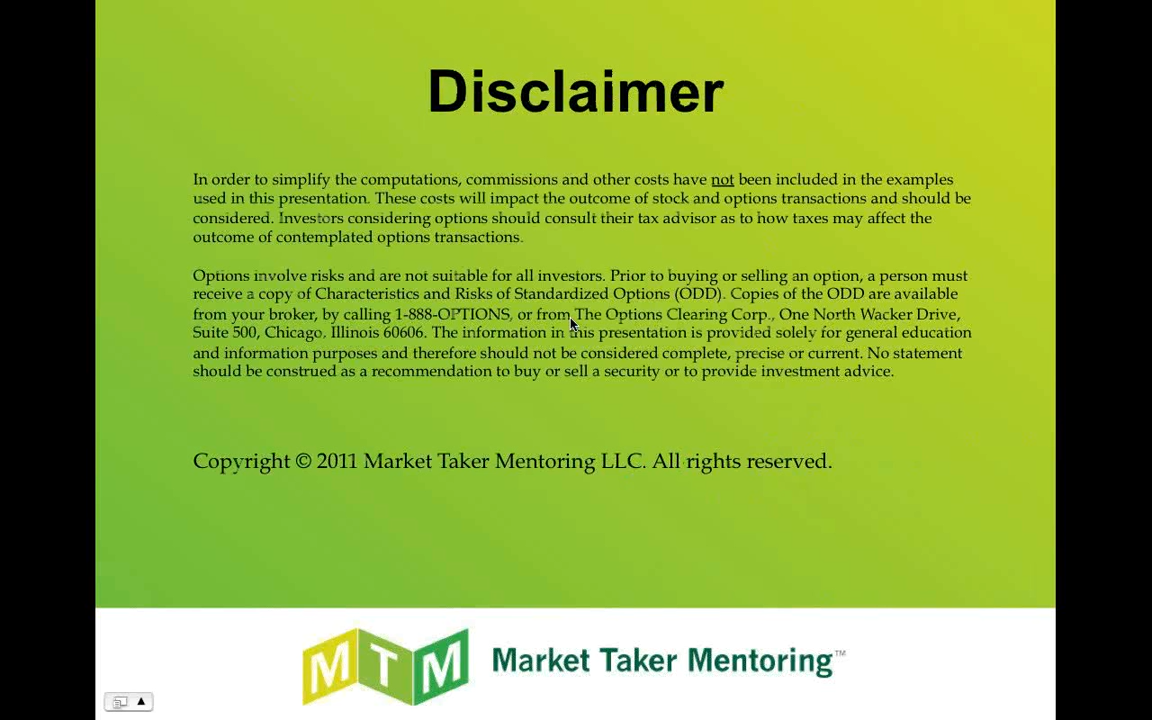 Disclaimer
In order to simplify the computations, commissions and other costs have not been included in the examples
used in this presentation. These costs will impact the outcome of stock and options transactions and should be
considered. Investors considering options should consult their tax advisor as to how taxes may affect the
outcome of contemplated options transactions.
Options involve risks and are not suitable for all investors. Prior to buying or selling an option, a person must
receive a copy of Characteristics and Risks of Standardized Options (ODD). Copies of the ODD are available
from your broker, by calling 1-888-OPTIONS, or from The Options Clearing Corp., One North Wacker Drive,
Suite 500, Chicago, Illinois 60606. The information in this presentation is provided solely for general education
and information purposes and therefore should not be considered complete, precise or current. No statement
should be construed as a recommendation to buy or sell a security or to provide investment advice.
Copyright © 2011 Market Taker Mentoring LLC. All rights reserved.
MTM Market Taker Mentoring™